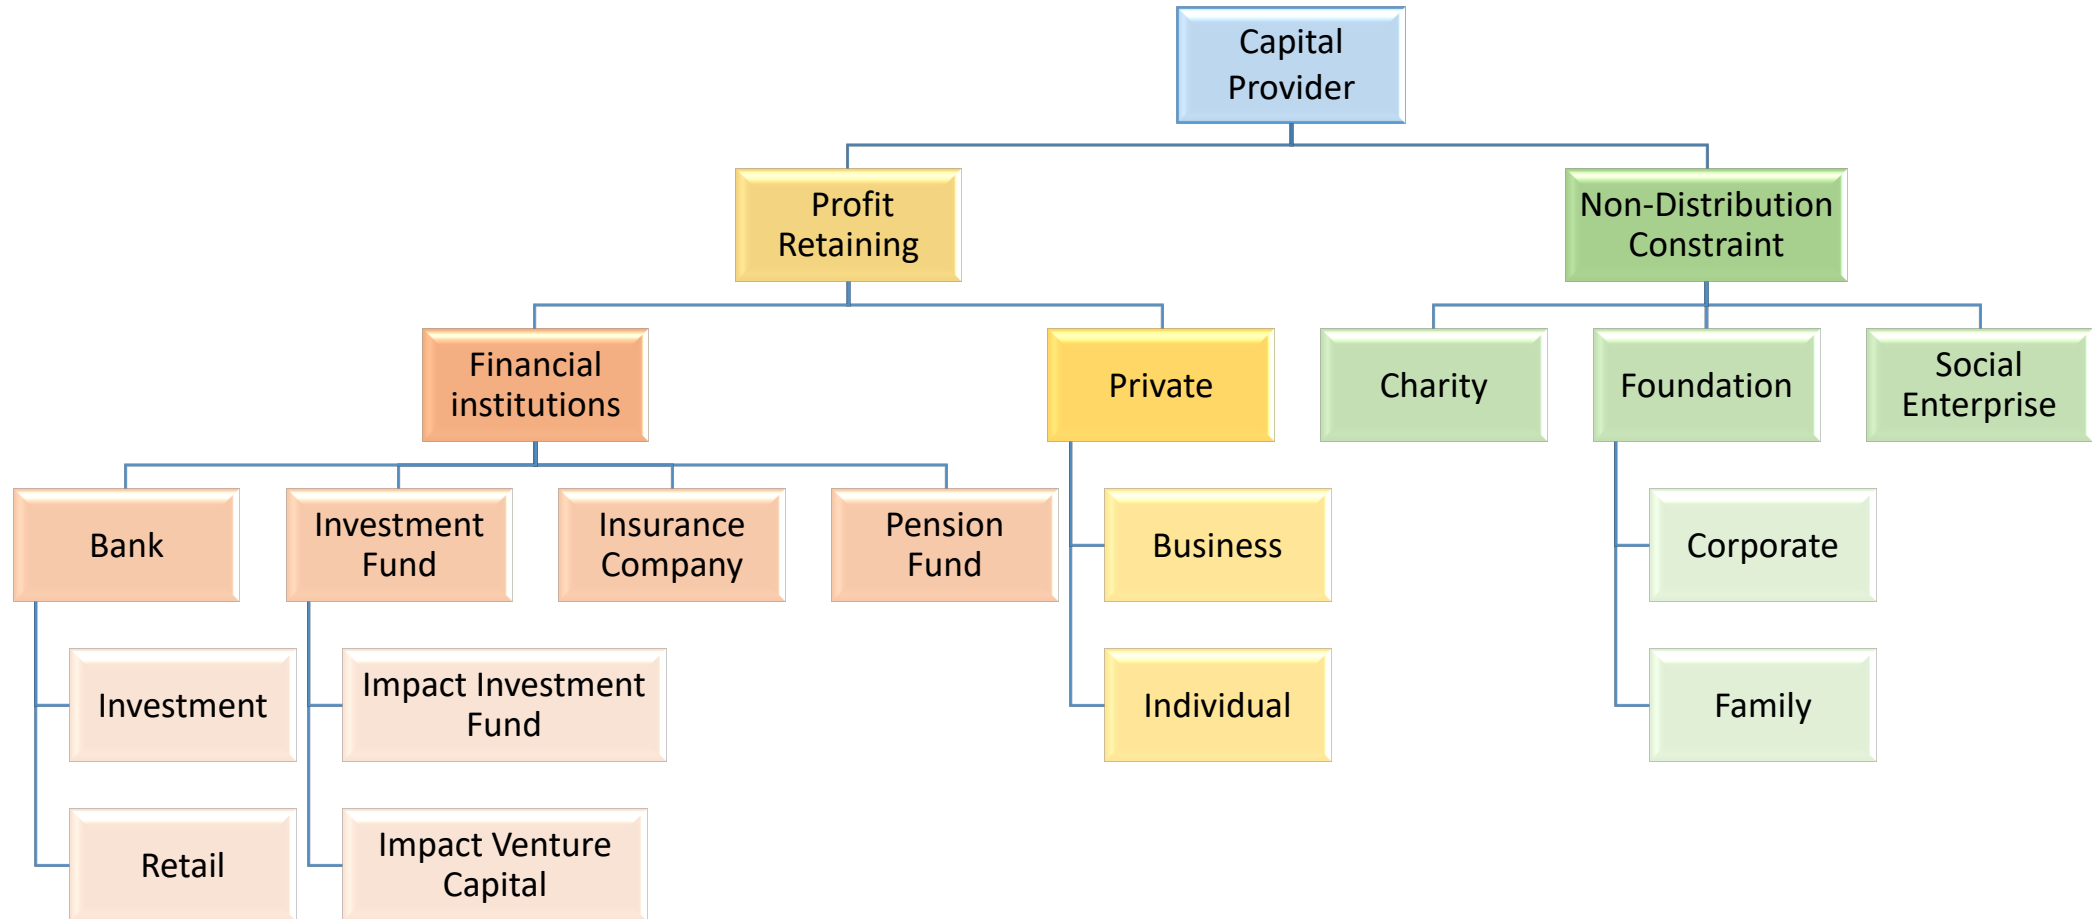 Capital
Provider
Profit
Retaining
Non-Distribution
Constraint
Financial
institutions
Private
Charity
Foundation
Social
Enterprise
Bank
Investment
Fund
Insurance
Company
Pension
Fund
Business
Corporate
Investment
Impact Investment
Fund
Individual
Family
Retail
Impact Venture
Capital